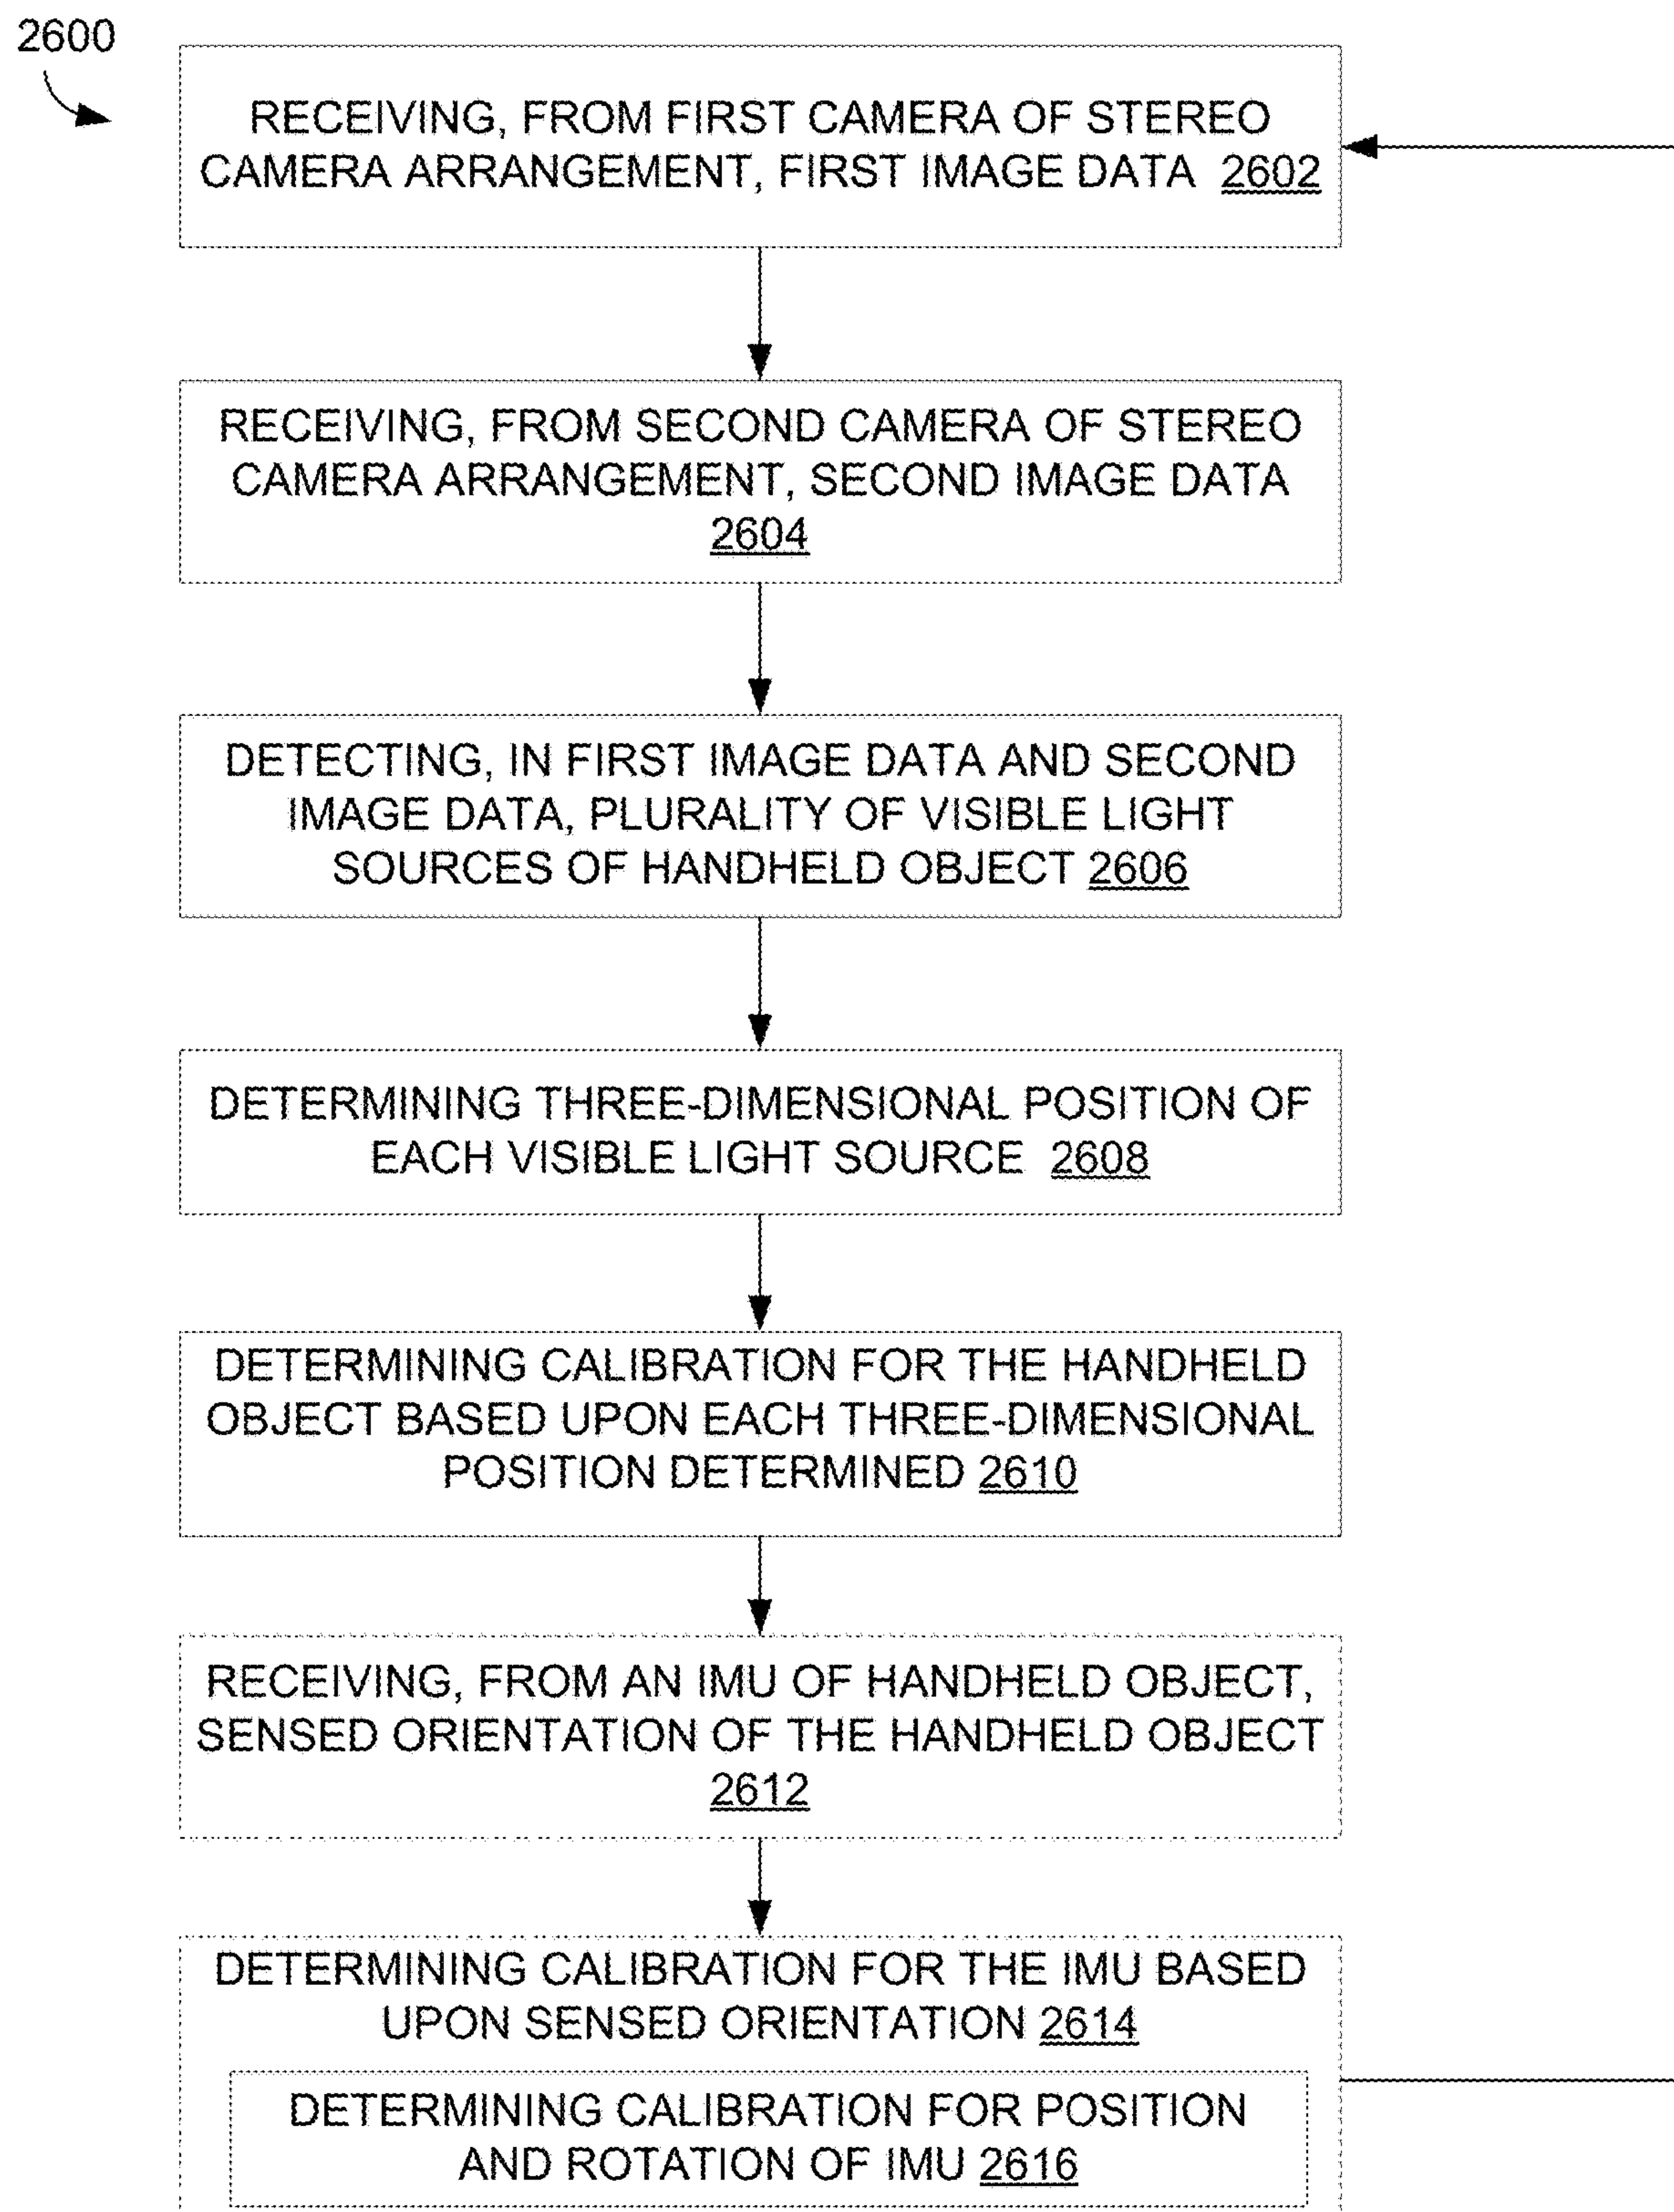 2600
RECEIVING, FROM FIRST CAMERA OF STEREO
CAMERA ARRANGEMENT, FIRST IMAGE DATA 2602
RECEIVING, FROM SECOND CAMERA OF STEREO
CAMERA ARRANGEMENT, SECOND IMAGE DATA
2604
DETECTING, IN FIRST IMAGE DATA AND SECOND
IMAGE DATA, PLURALITY OF VISIBLE LIGHT
SOURCES OF HANDHELD OBJECT 2606
DETERMINING THREE-DIMENSIONAL POSITION OF
EACH VISIBLE LIGHT SOURCE 2608
DETERMINING CALIBRATION FOR THE HANDHELD
OBJECT BASED UPON EACH THREE-DIMENSIONAL
POSITION DETERMINED 2610
RECEIVING, FROM AN IMU OF HANDHELD OBJECT,
SENSED ORIENTATION OF THE HANDHELD OBJECT
2612
DETERMINING CALIBRATION FOR THE IMU BASED
UPON SENSED ORIENTATION 2614
DETERMINING CALIBRATION FOR POSITION
AND ROTATION OF IMU 2616